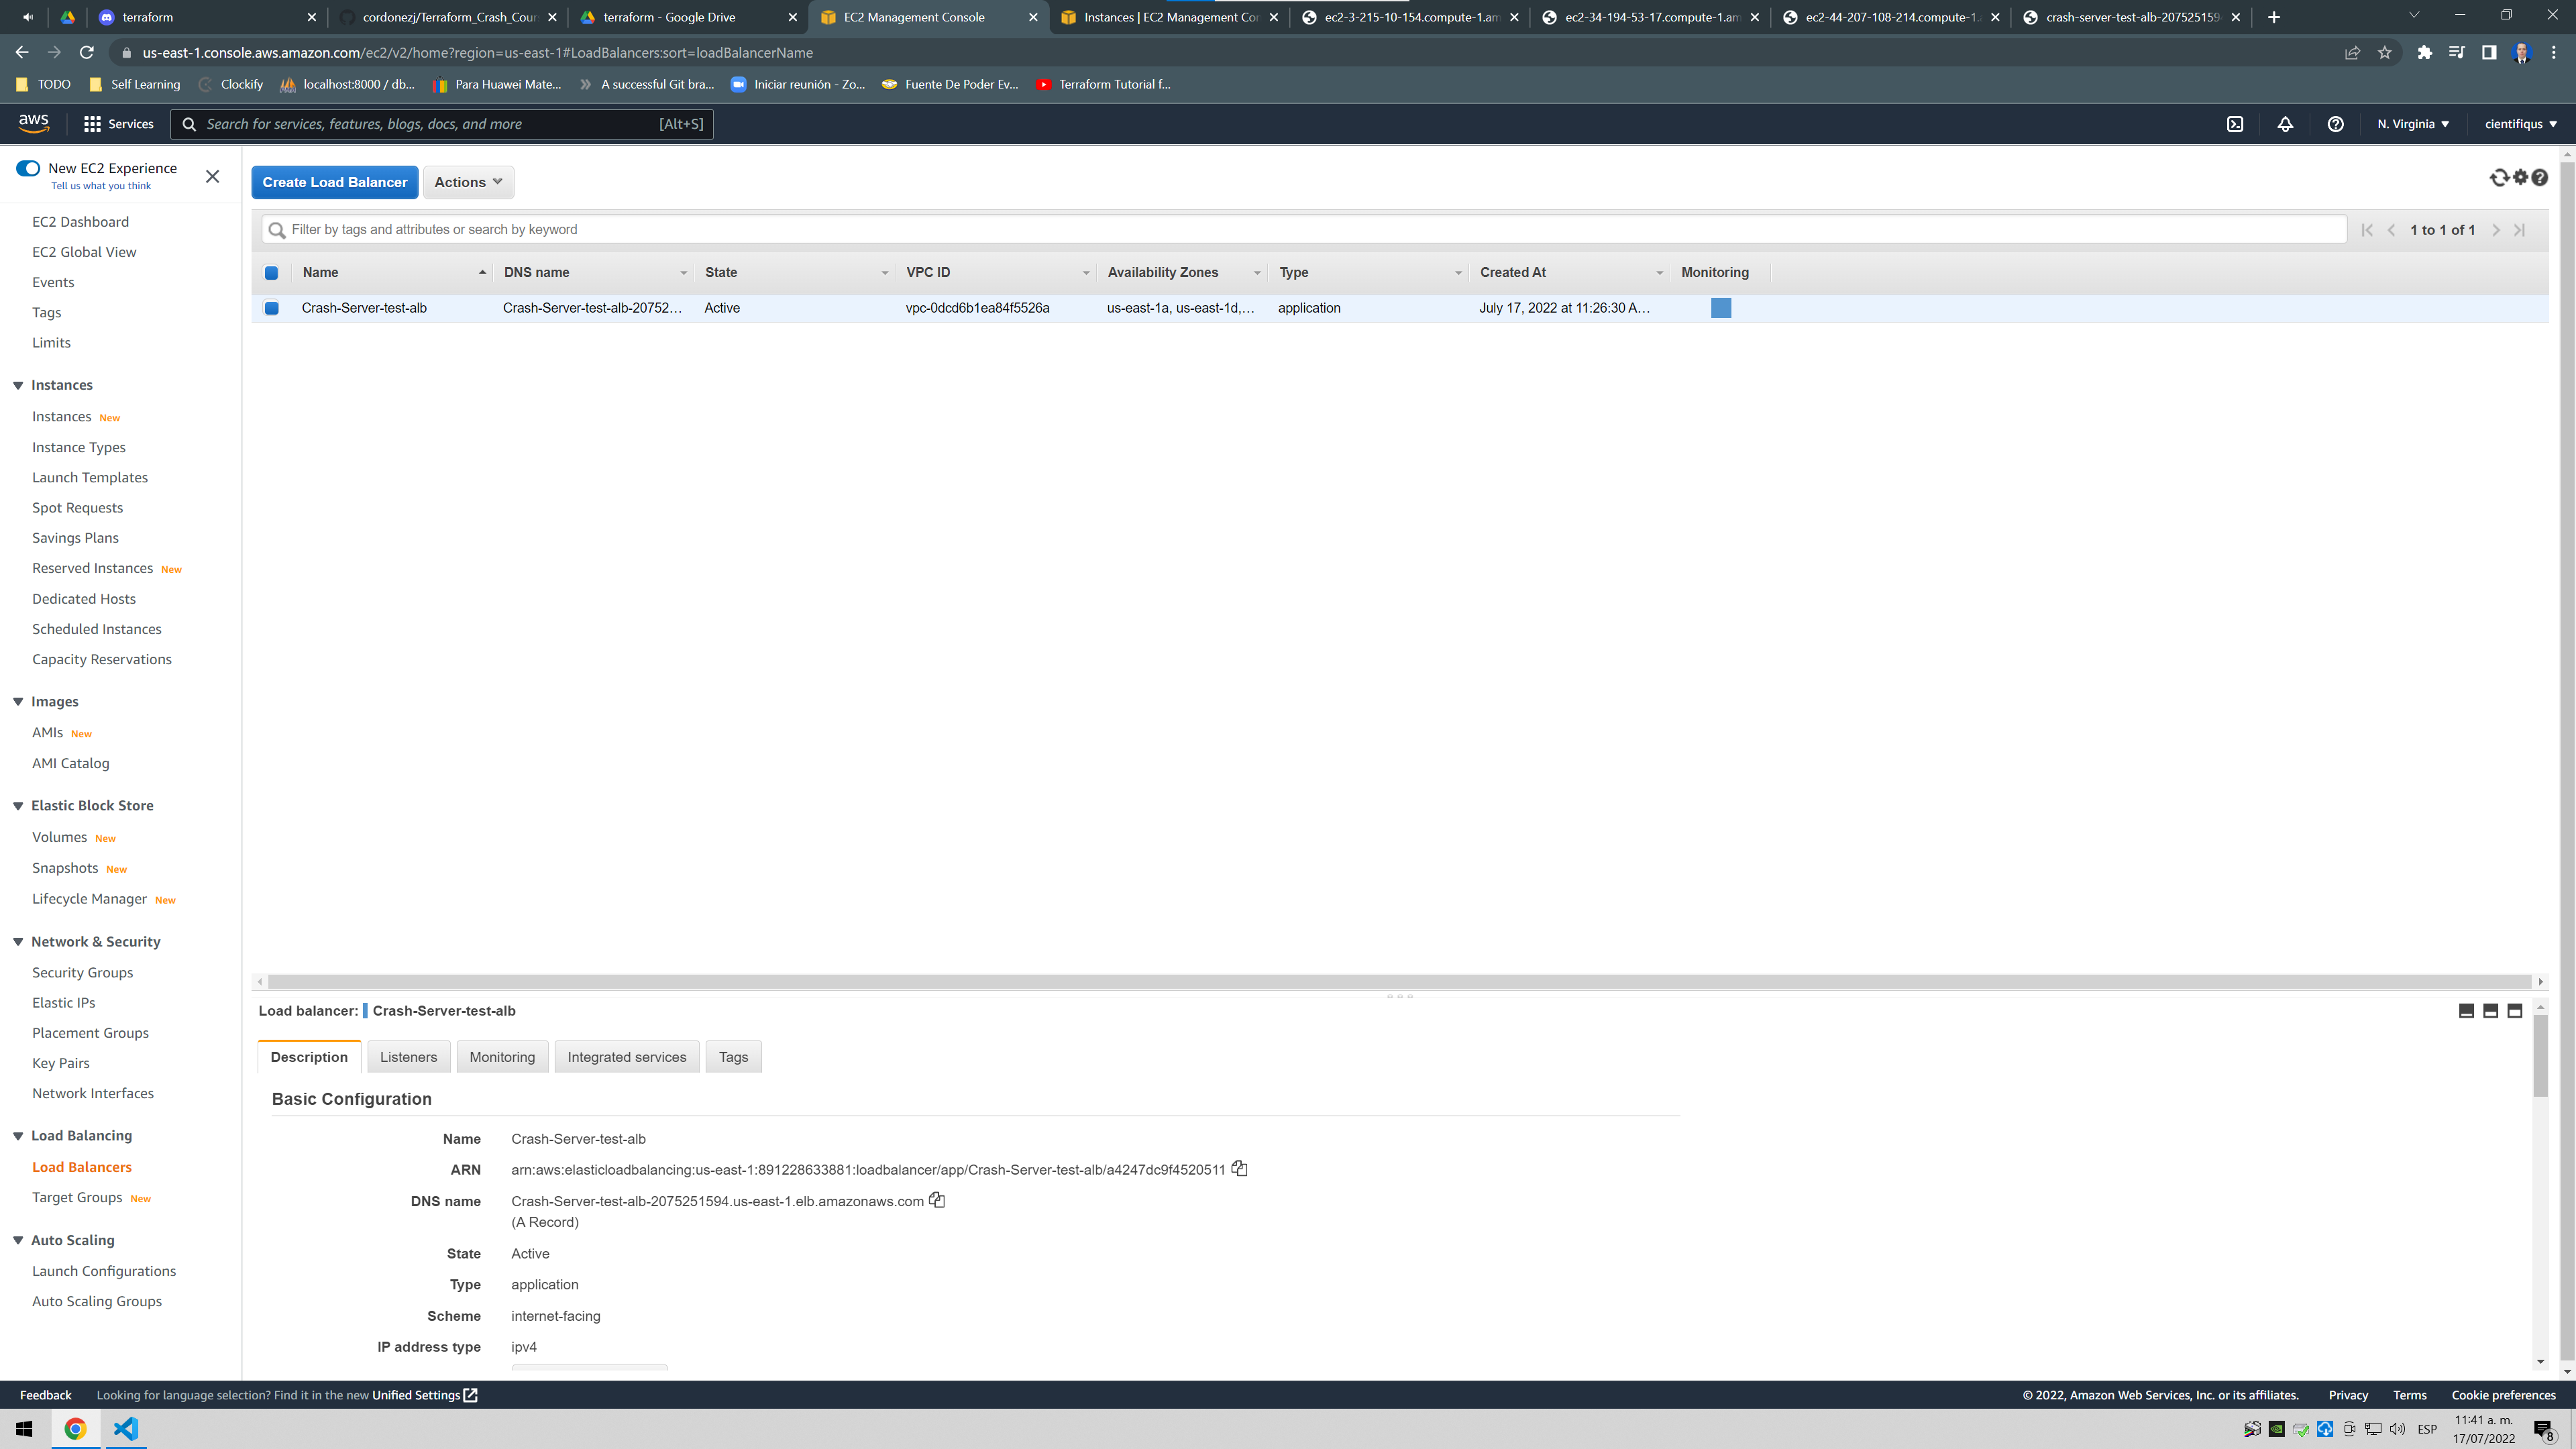 terraform
cordonezj/Terraform_Crash_Cour
terraform - Google Drive
EC2 Management Console
Instances | EC2 Management Con
ec2-3-215-10-154.compute-1.am
ec2-34-194-53-17.compute-1.am
ec2-44-207-108-214.compute-1.a
crash-server-test-alb-2075251594
us-east-1.console.aws.amazon.com/ec2/v2/home?region=us-east-1#LoadBalancers:sort=loadBalancerName
TODO
Self Learning
Clockify
localhost:8000 / db...
Para Huawei Mate...
A successful Git bra...
Iniciar reunión - Zo...
Fuente De Poder Ev...
Terraform Tutorial f...
aws
Services
Search for services, features, blogs, docs, and more
[Alt+S]
N. Virginia
cientifiqus
New EC2 Experience
Tell us what you think
EC2 Dashboard
EC2 Global View
Events
Tags
Limits
Instances
Instances New
Instance Types
Launch Templates
Spot Requests
Savings Plans
Reserved Instances New
Dedicated Hosts
Scheduled Instances
Capacity Reservations
Images
AMIs New
AMI Catalog
Elastic Block Store
Volumes New
Snapshots New
Lifecycle Manager New
Network & Security
Security Groups
Elastic IPs
Placement Groups
Key Pairs
Network Interfaces
Load Balancing
Load Balancers
Target Groups New
Auto Scaling
Launch Configurations
Auto Scaling Groups
Create Load Balancer
Actions
Filter by tags and attributes or search by keyword
1 to 1 of 1
Name DNS name State VPC ID Availability Zones Type Created At Monitoring
Crash-Server-test-alb Crash-Server-test-alb-20752... Active vpc-0dcd6b1ea84f5526a us-east-1a, us-east-1d,... application July 17, 2022 at 11:26:30 A...
Load balancer: Crash-Server-test-alb
Description
Listeners
Monitoring
Integrated services
Tags
Basic Configuration
Name Crash-Server-test-alb
ARN arn:aws:elasticloadbalancing:us-east-1:891228633881:loadbalancer/app/Crash-Server-test-alb/a4247dc9f4520511
DNS name Crash-Server-test-alb-2075251594.us-east-1.elb.amazonaws.com
(A Record)
State Active
Type application
Scheme internet-facing
IP address type ipv4
Feedback
Looking for language selection? Find it in the new Unified Settings
© 2022, Amazon Web Services, Inc. or its affiliates.
Privacy
Terms
Cookie preferences
ESP
11:41 a. m.
17/07/2022
8